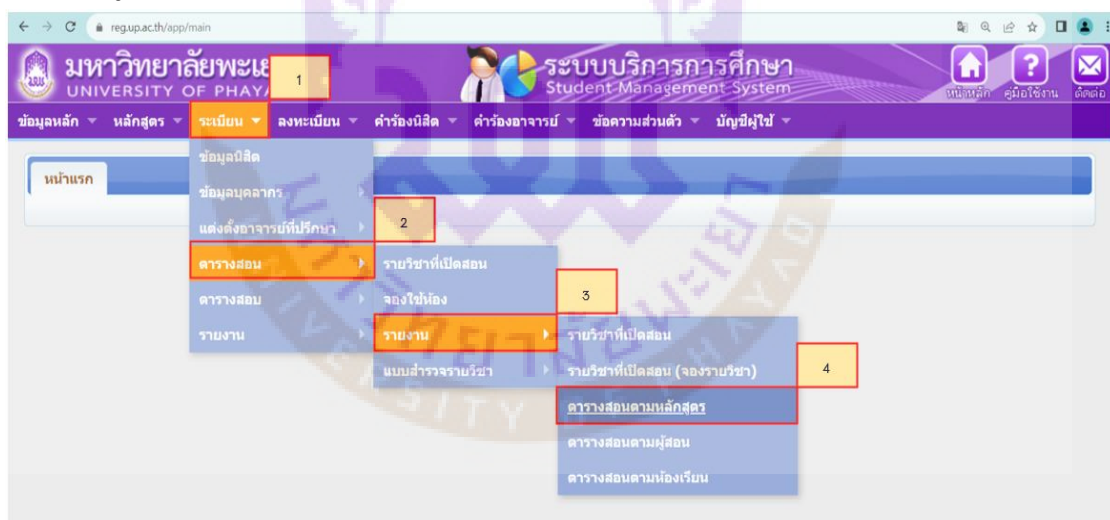 reg.up.ac.th/app/main
มหาวิทยาลัยพะเย
UNIVERSITY OF PHAYA
ระบบบริการการศึกษา
Student Management System
หน้าหลัก คู่มือใช้งาน ติดต่อ
1
ข้อมูลหลัก หลักสูตร ระเบียน ลงทะเบียน คำร้องนิสิต คำร้องอาจารย์ ข้อความส่วนตัว บัญชีผู้ใช้
หน้าแรก
ข้อมูลนิสิต
ข้อมูลบุคลากร
แต่งตั้งอาจารย์ที่ปรึกษา
2
ตารางสอน
รายวิชาที่เปิดสอน
ตารางสอบ
จองใช้ห้อง
3
รายงาน
รายงาน
รายวิชาที่เปิดสอน
แบบสำรวจรายวิชา
รายวิชาที่เปิดสอน (จองรายวิชา)
4
ตารางสอนตามหลักสูตร
ตารางสอนตามผู้สอน
ตารางสอนตามห้องเรียน